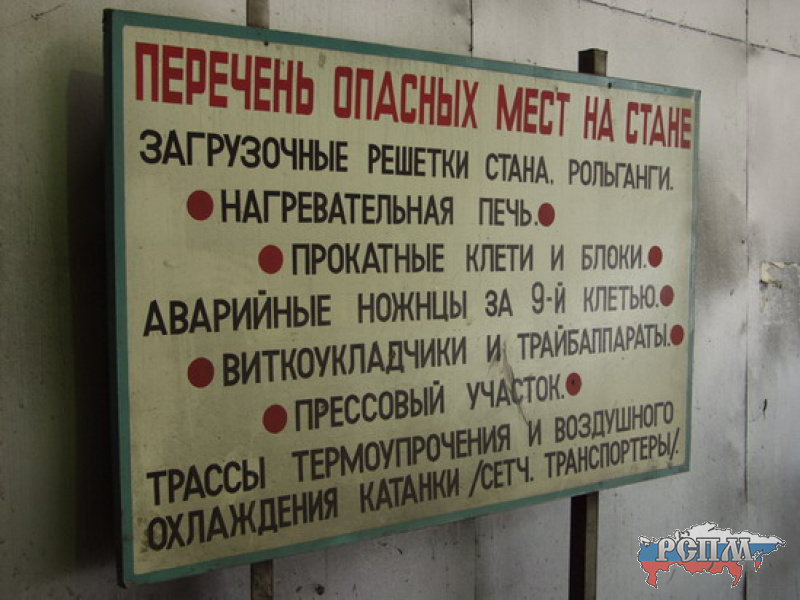 ПЕРЕЧЕНЬ ОПАСНЫХ МЕСТ НА СТАНЕ
ЗАГРУЗОЧНЫЕ РЕШЕТКИ СТАНА. РОЛЬГАНГИ.
НАГРЕВАТЕЛЬНАЯ ПЕЧЬ.
ПРОКАТНЫЕ КЛЕТИ И БЛОКИ.
АВАРИЙНЫЕ НОЖНЦЫ ЗА 9-Й КЛЕТЬЮ.
ВИТКОУКЛАДЧИКИ И ТРАЙБАППАРАТЫ.
ПРЕССОВЫЙ УЧАСТОК.
ТРАССЫ ТЕРМОУПРОЧЕНИЯ И ВОЗДУШНОГО
ОХЛАЖДЕНИЯ КАТАНКИ /СЕТЧ. ТРАНСПОРТЕРЫ/.
РСПМ